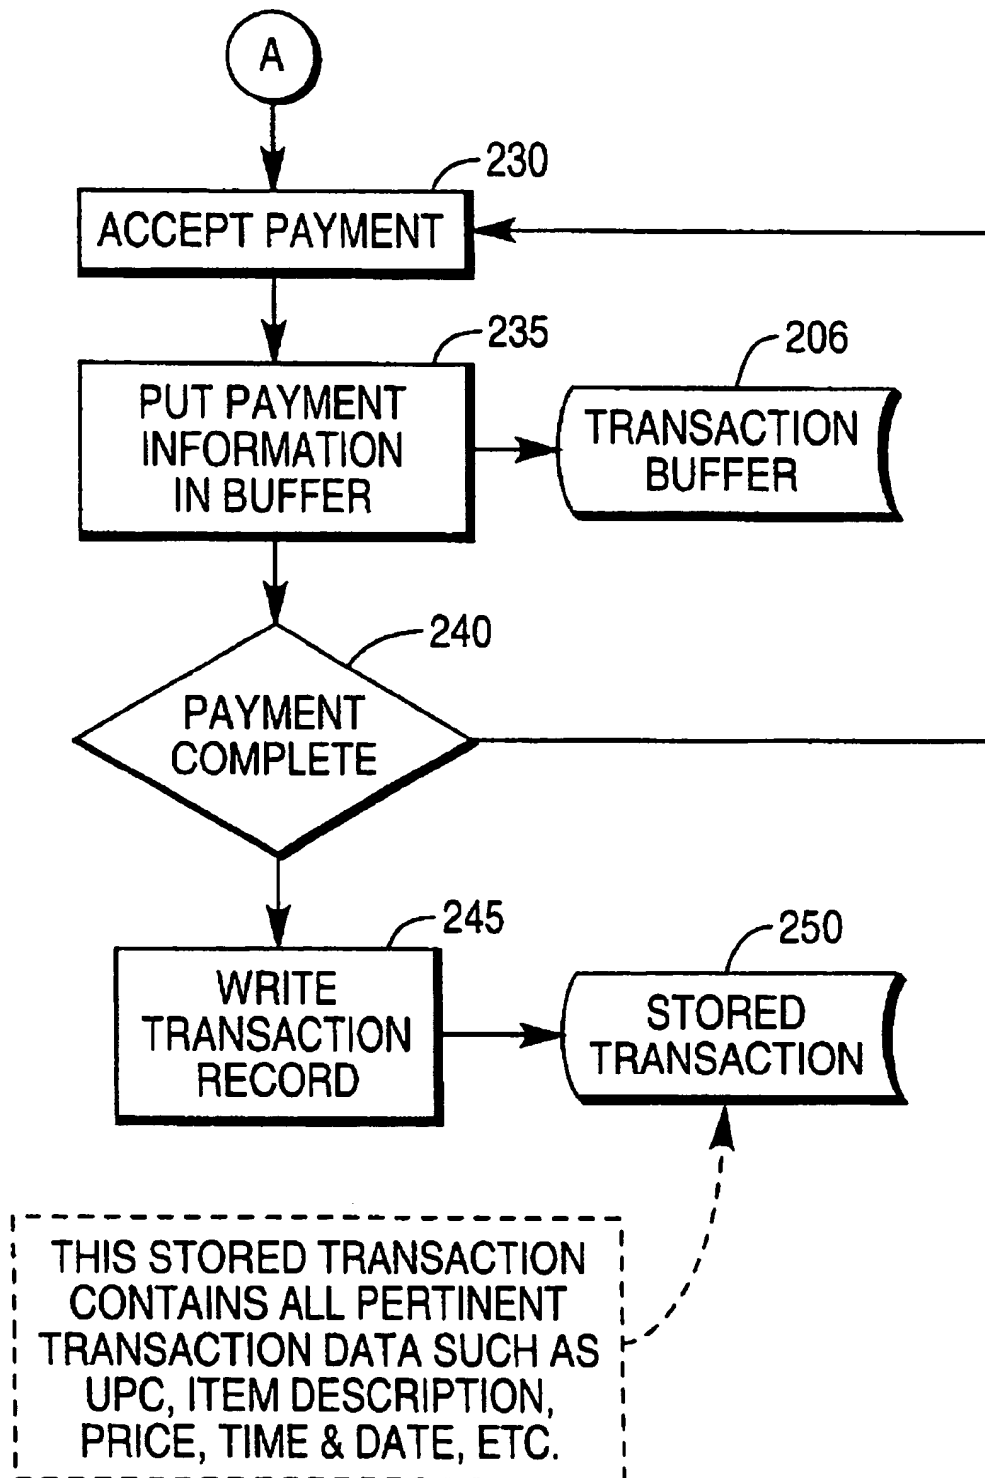 A
230
ACCEPT PAYMENT
235
PUT PAYMENT
INFORMATION
IN BUFFER
206
TRANSACTION
BUFFER
240
PAYMENT
COMPLETE
245
WRITE
TRANSACTION
RECORD
250
STORED
TRANSACTION
THIS STORED TRANSACTION
CONTAINS ALL PERTINENT
TRANSACTION DATA SUCH AS
UPC, ITEM DESCRIPTION,
PRICE, TIME & DATE, ETC.